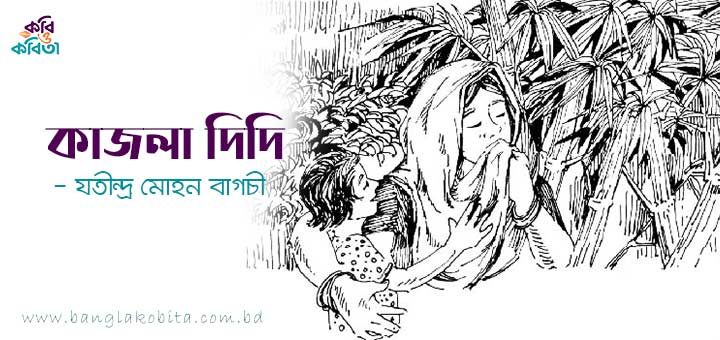 কবি
ও
কবিতা
কাজলা দিদি
- যতীন্দ্র মোহন বাগচী
www.banglakobita.com.bd